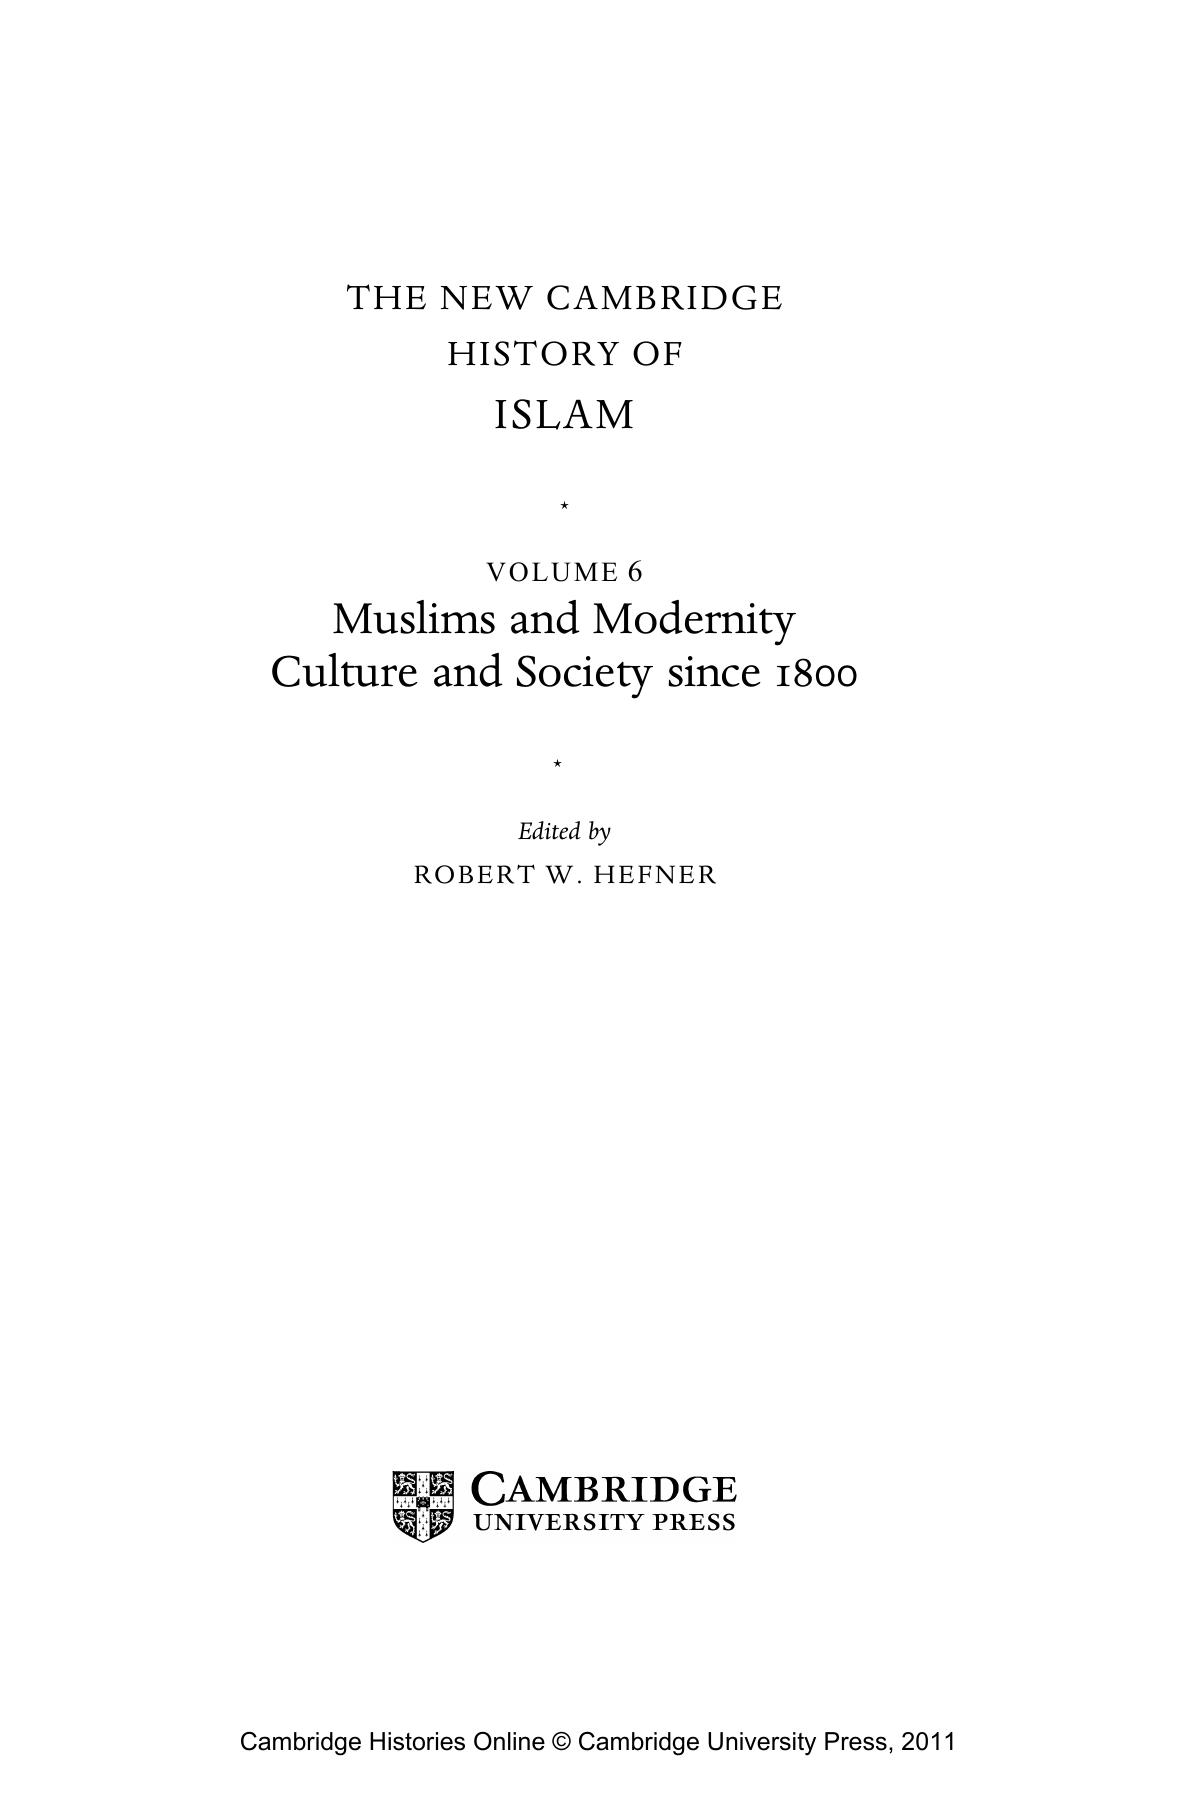 THE NEW CAMBRIDGE
HISTORY OF
ISLAM
⋆
VOLUME 6
Muslims and Modernity
Culture and Society since 1800
⋆
Edited by
ROBERT W. HEFNER
CAMBRIDGE
UNIVERSITY PRESS
Cambridge Histories Online © Cambridge University Press, 2011